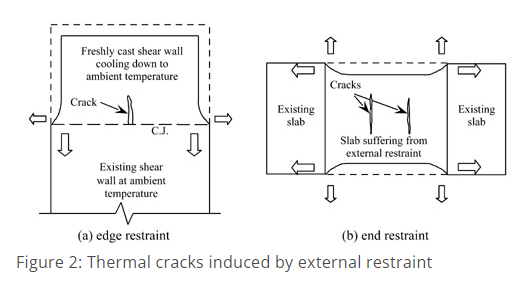 Freshly cast shear wall
cooling down to
ambient temperature
Crack
C.J.
Existing shear
wall at ambient
temperature
(a) edge restraint
Cracks
Existing
slab
Existing
slab
Slab suffering from
external restraint
(b) end restraint
Figure 2: Thermal cracks induced by external restraint